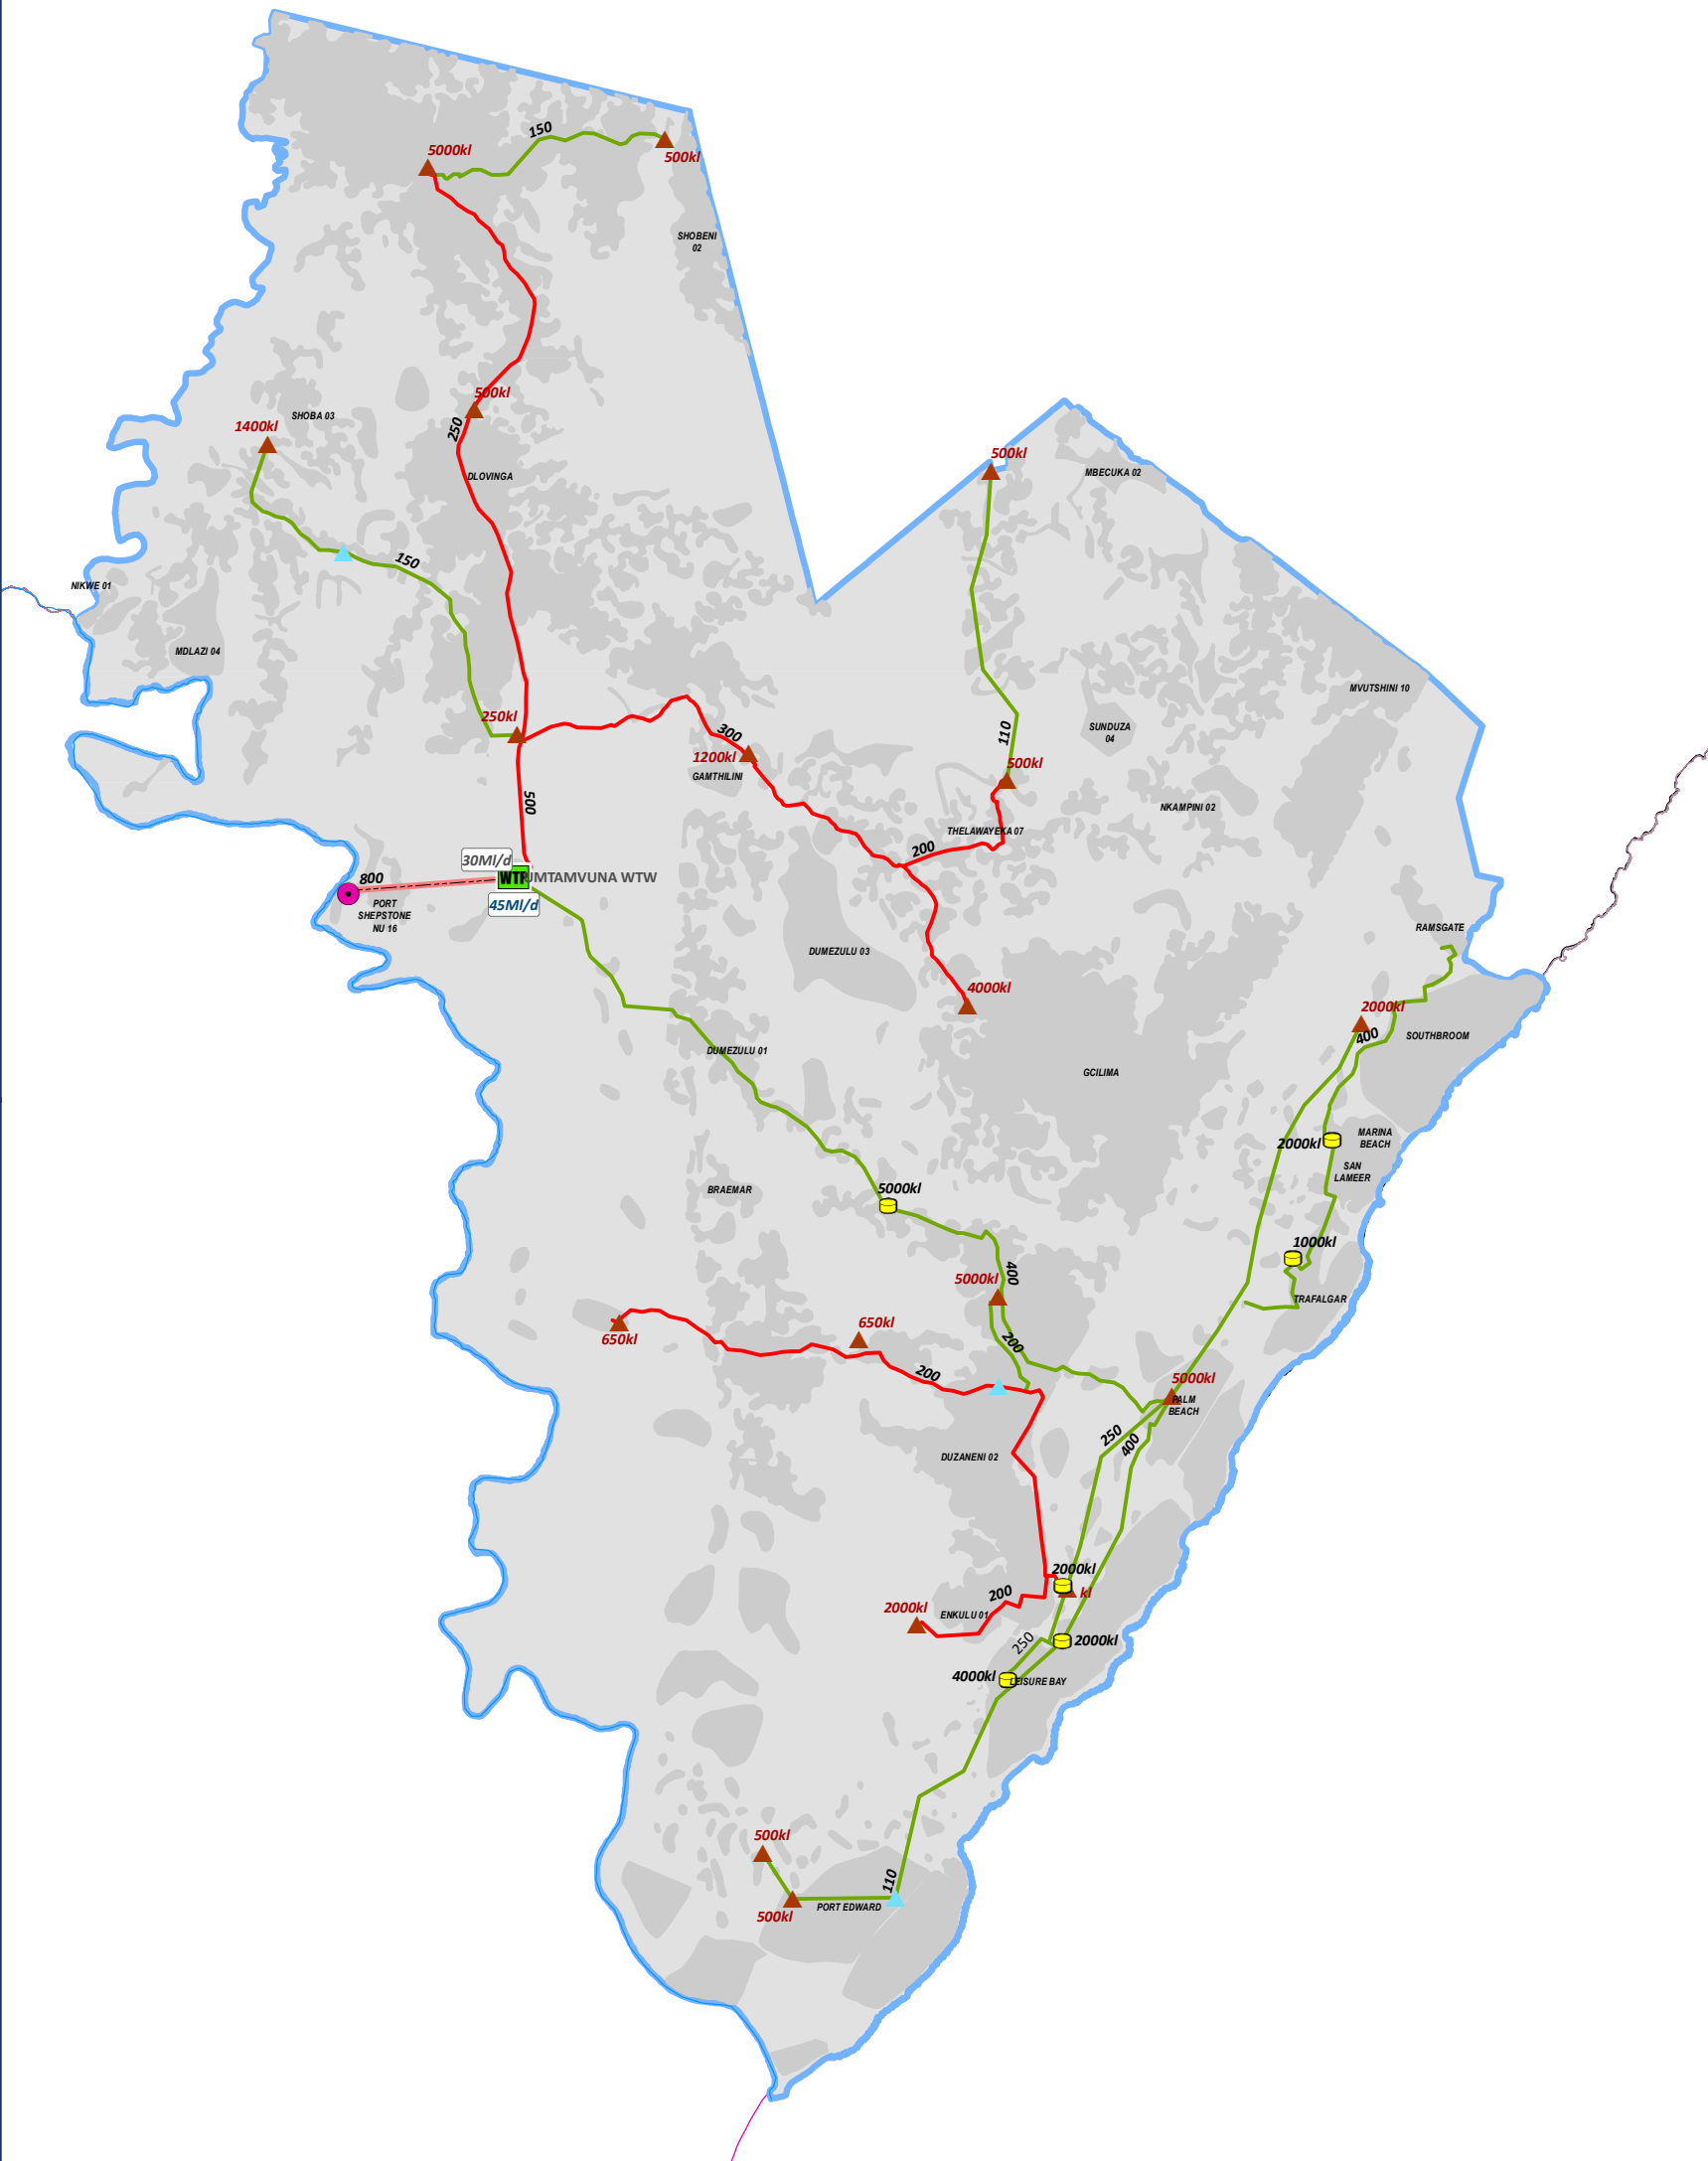 150
5000kl
500kl
SHOBENI
02
500kl
SHOBA 03
1400kl
250
DLOVINGA
500kl
MBECUKA 02
150
NIKWE 01
MDLAZI 04
MVUTSHINI 10
250kl
300
1200kl
GAMTHILINI
110
SUNDUZA
04
500kl
500
NKAMPINI 02
THELAWAYEKA 07
200
30Ml/d
UMTAMVUNA WTW
800
45Ml/d
PORT
SHEPSTONE
NU 16
RAMSGATE
DUMEZULU 03
4000kl
2000kl
400
SOUTHBROOM
DUMEZULU 01
GCILIMA
MARINA
BEACH
2000kl
SAN
LAMEER
BRAEMAR
5000kl
1000kl
400
5000kl
TRAFALGAR
650kl
650kl
200
200
5000kl
PALM
BEACH
250
400
DUZANENI 02
2000kl
kl
200
2000kl
ENKULU 01
250
2000kl
4000kl
LEISURE BAY
500kl
110
500kl
PORT EDWARD